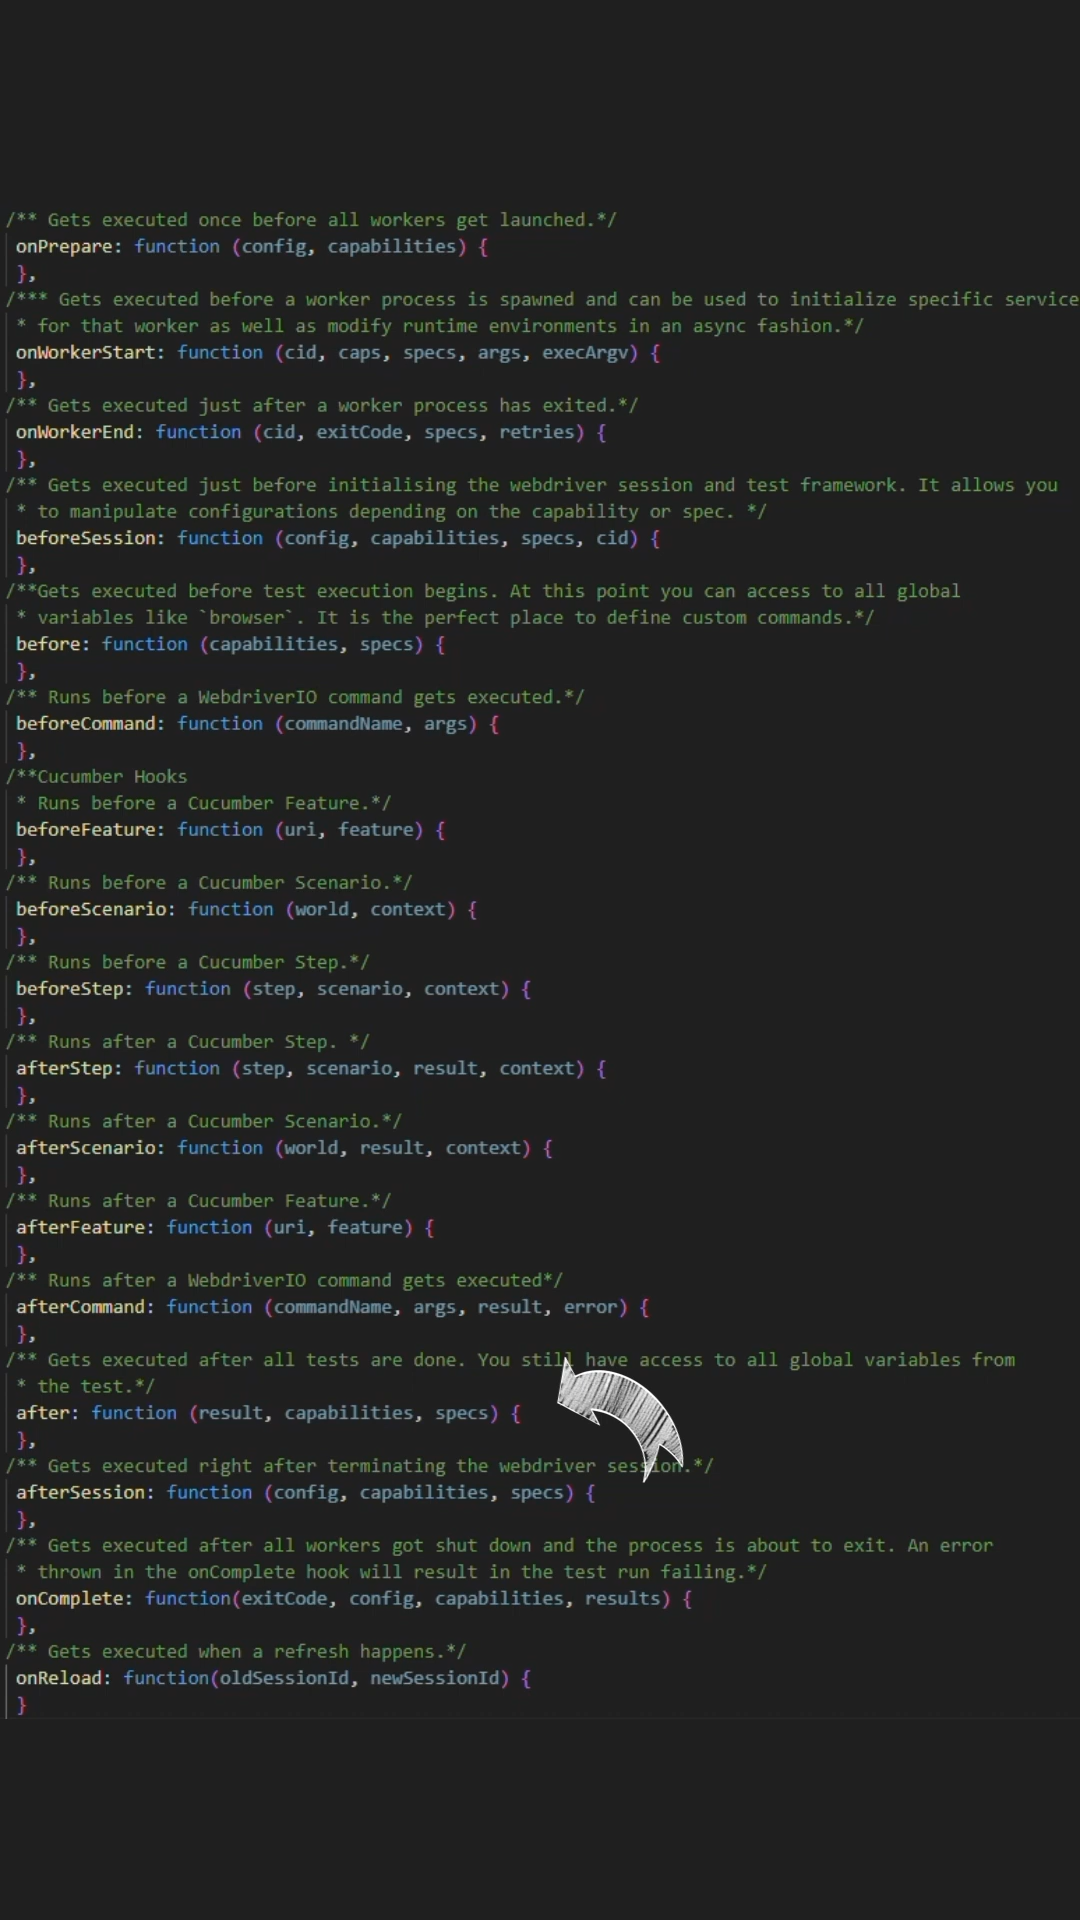 /** Gets executed once before all workers get launched.*/
onPrepare: function (config, capabilities) {
},
/*** Gets executed before a worker process is spawned and can be used to initialize specific service
* for that worker as well as modify runtime environments in an async fashion.*/
onWorkerStart: function (cid, caps, specs, args, execArgv) {
},
/** Gets executed just after a worker process has exited.*/
onWorkerEnd: function (cid, exitCode, specs, retries) {
},
/** Gets executed just before initialising the webdriver session and test framework. It allows you
* to manipulate configurations depending on the capability or spec. */
beforeSession: function (config, capabilities, specs, cid) {
},
/**Gets executed before test execution begins. At this point you can access to all global
* variables like `browser`. It is the perfect place to define custom commands.*/
before: function (capabilities, specs) {
},
/** Runs before a WebdriverIO command gets executed.*/
beforeCommand: function (commandName, args) {
},
/**Cucumber Hooks
* Runs before a Cucumber Feature.*/
beforeFeature: function (uri, feature) {
},
/** Runs before a Cucumber Scenario.*/
beforeScenario: function (world, context) {
},
/** Runs before a Cucumber Step.*/
beforeStep: function (step, scenario, context) {
},
/** Runs after a Cucumber Step. */
afterStep: function (step, scenario, result, context) {
},
/** Runs after a Cucumber Scenario.*/
afterScenario: function (world, result, context) {
},
/** Runs after a Cucumber Feature.*/
afterFeature: function (uri, feature) {
},
/** Runs after a WebdriverIO command gets executed*/
afterCommand: function (commandName, args, result, error) {
},
/** Gets executed after all tests are done. You still have access to all global variables from
* the test.*/
after: function (result, capabilities, specs) {
},
/** Gets executed right after terminating the webdriver session.*/
afterSession: function (config, capabilities, specs) {
},
/** Gets executed after all workers got shut down and the process is about to exit. An error
* thrown in the onComplete hook will result in the test run failing.*/
onComplete: function(exitCode, config, capabilities, results) {
},
/** Gets executed when a refresh happens.*/
onReload: function(oldSessionId, newSessionId) {
}